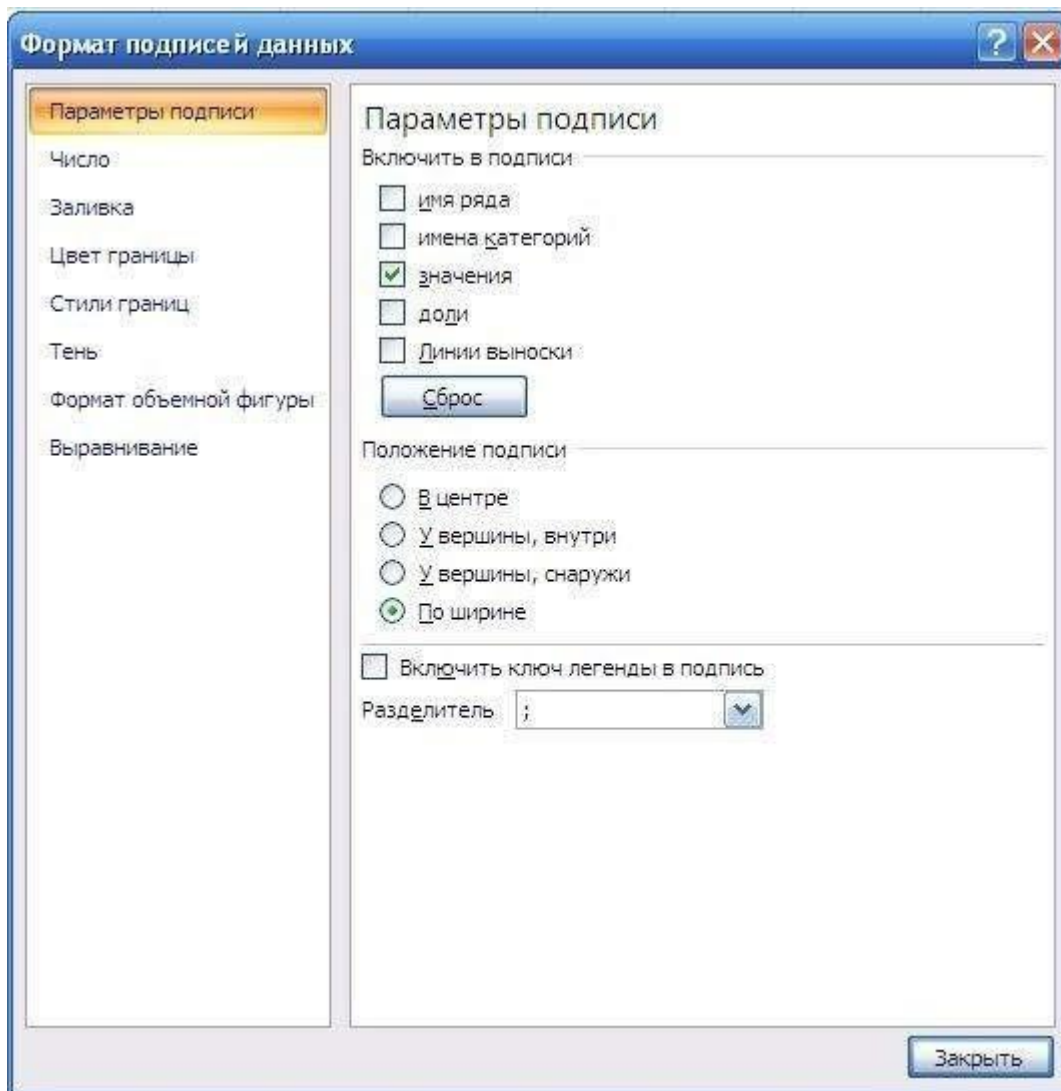 Формат подписей данных
Параметры подписи
Число
Заливка
Цвет границы
Стили границ
Тень
Формат объемной фигуры
Выравнивание
Параметры подписи
Включить в подписи
имя ряда
имена категорий
значения
доли
Линии выноски
Сброс
Положение подписи
В центре
У вершины, внутри
У вершины, снаружи
По ширине
Включить ключ легенды в подпись
Разделитель ;
Закрыть